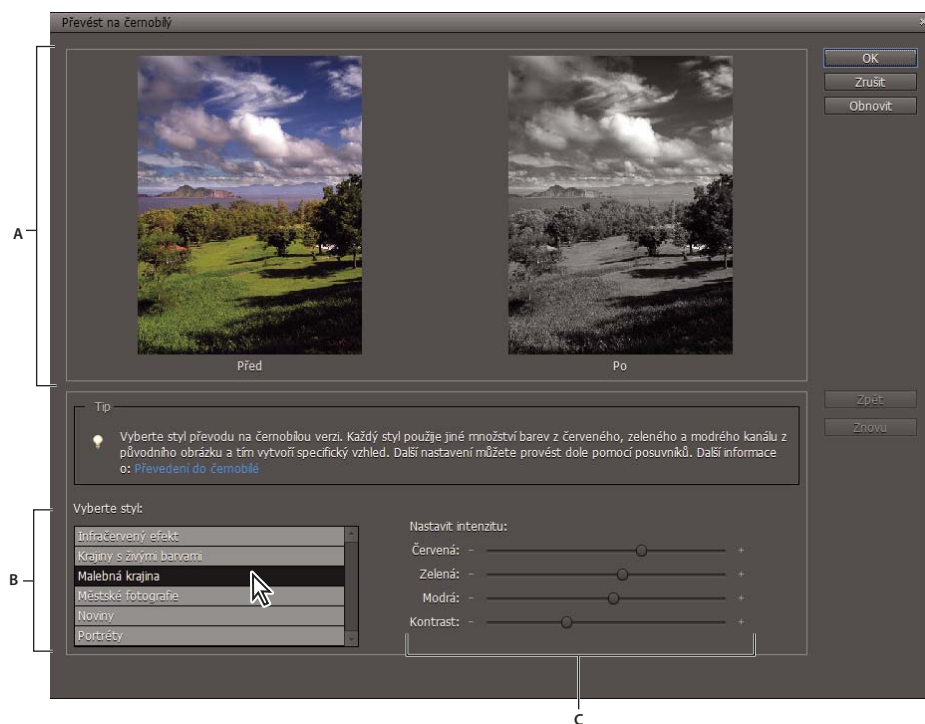 Převést na černobílý
OK
Zrušit
Obnovit
A
Před
Po
Zpět
Znovu
Tip
Vyberte styl převodu na černobílou verzi. Každý styl použije jiné množství barev z červeného, zeleného a modrého kanálu z
původního obrázku a tím vytvoří specifický vzhled. Další nastavení můžete provést dole pomocí posuvníků. Další informace
o: Převedení do černobílé
Vyberte styl:
Infračervený efekt
Krajiny s živými barvami
Malebná krajina
Městské fotografie
Noviny
Portréty
B
Nastavit intenzitu:
Červená: - +
Zelená: - +
Modrá: - +
Kontrast: - +
C